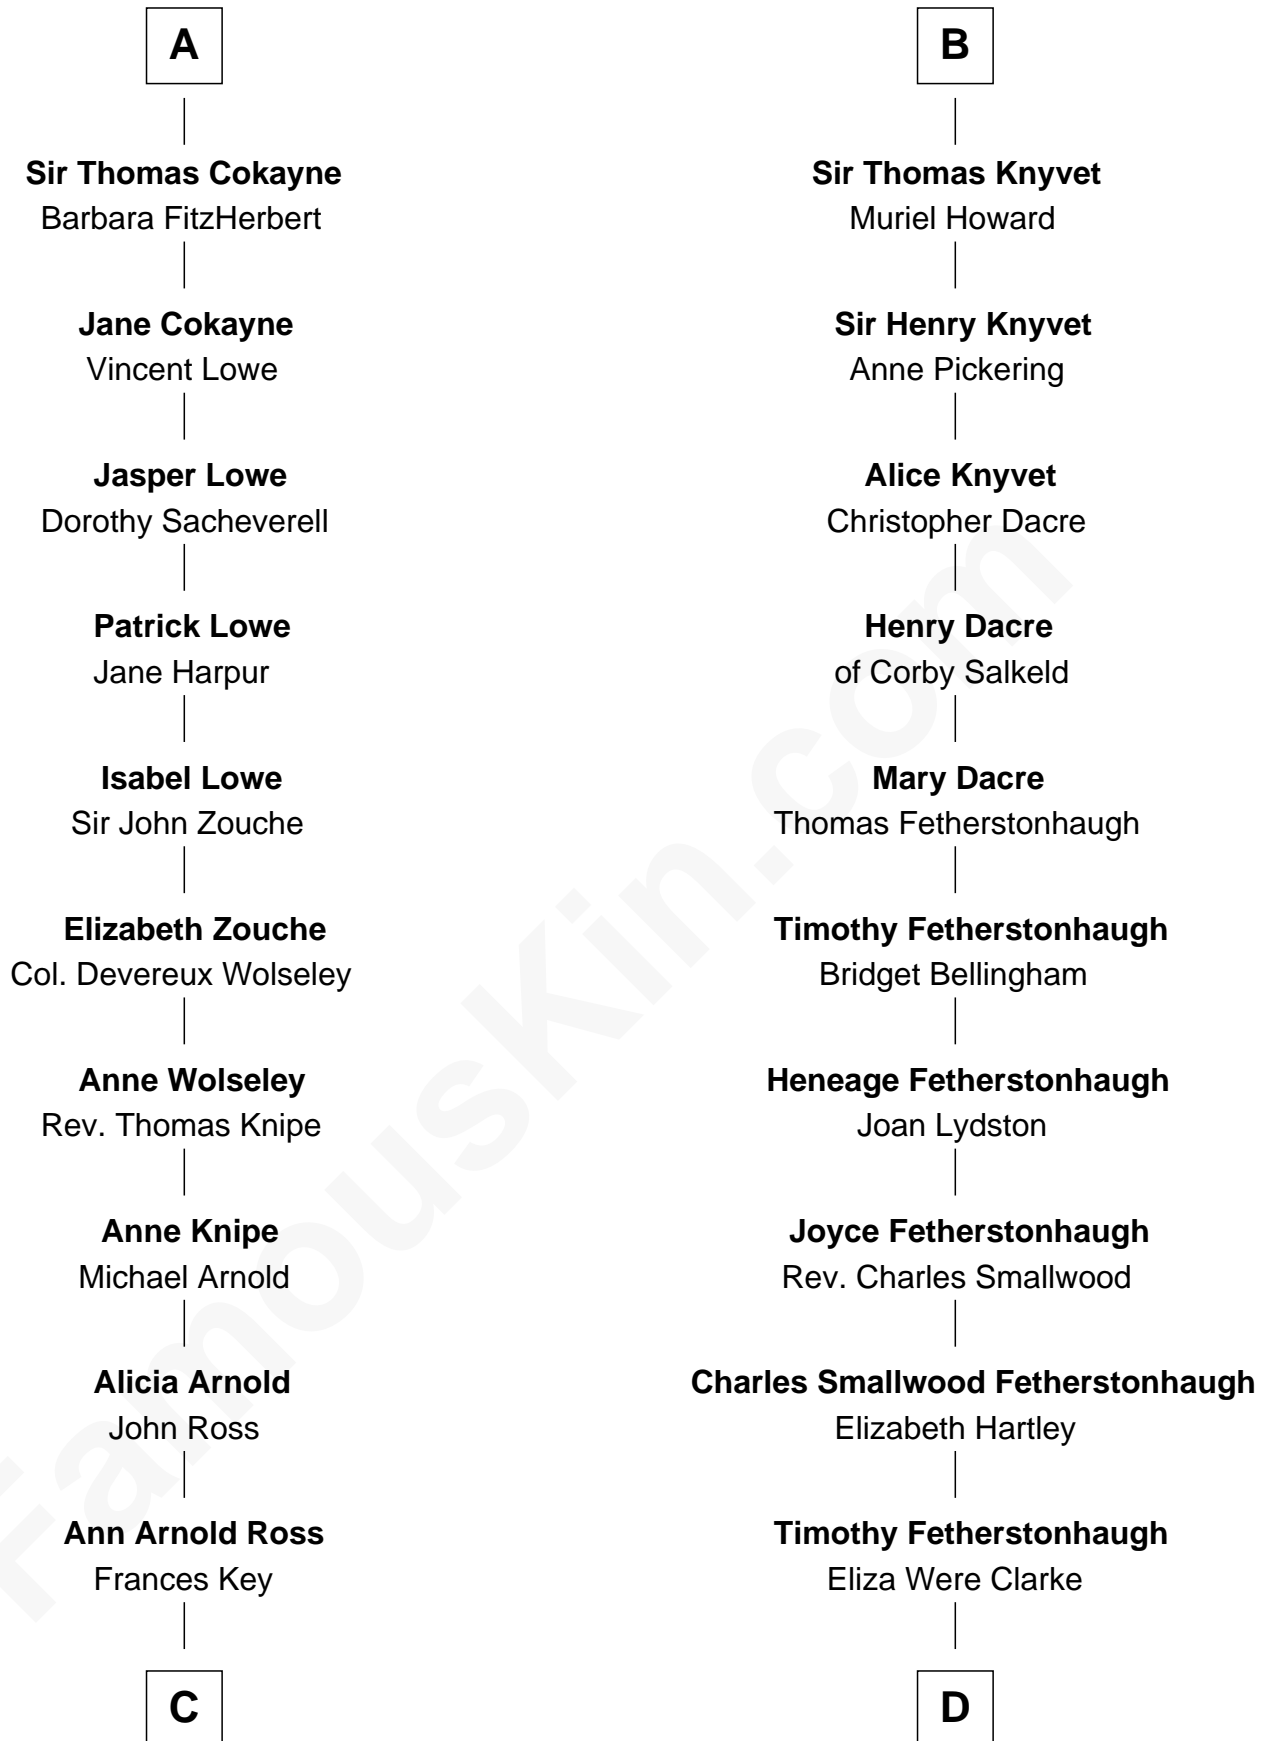 A
Sir Thomas Cokayne
Barbara FitzHerbert
Jane Cokayne
Vincent Lowe
Jasper Lowe
Dorothy Sacheverell
Patrick Lowe
Jane Harpur
Isabel Lowe
Sir John Zouche
Elizabeth Zouche
Col. Devereux Wolseley
Anne Wolseley
Rev. Thomas Knipe
Anne Knipe
Michael Arnold
Alicia Arnold
John Ross
Ann Arnold Ross
Frances Key
C
B
Sir Thomas Knyvet
Muriel Howard
Sir Henry Knyvet
Anne Pickering
Alice Knyvet
Christopher Dacre
Henry Dacre
of Corby Salkeld
Mary Dacre
Thomas Fetherstonhaugh
Timothy Fetherstonhaugh
Bridget Bellingham
Heneage Fetherstonhaugh
Joan Lydston
Joyce Fetherstonhaugh
Rev. Charles Smallwood
Charles Smallwood Fetherstonhaugh
Elizabeth Hartley
Timothy Fetherstonhaugh
Eliza Were Clarke
D
FamousKin.com